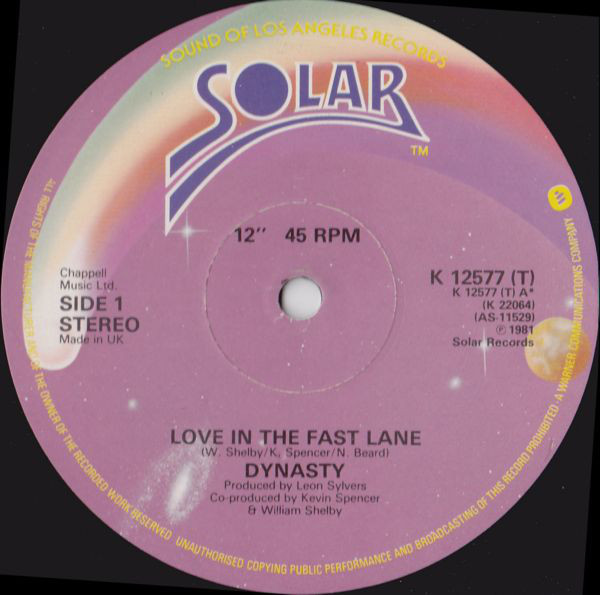 SOUND OF LOS ANGELES RECORDS
SOLAR
TM
12" 45 RPM
Chappell
Music Ltd.
SIDE 1
STEREO
Made in UK
K 12577 (T)
K 12577 (T) A*
(K 22064)
(AS-11529)
℗ 1981
Solar Records
LOVE IN THE FAST LANE
(W. Shelby/K. Spencer/N. Beard)
DYNASTY
Produced by Leon Sylvers
Co-produced by Kevin Spencer
& William Shelby
ALL RIGHTS OF THE MANUFACTURER AND OF THE OWNER OF THE RECORDED WORK RESERVED UNAUTHORISED COPYING PUBLIC PERFORMANCE AND BROADCASTING OF THIS RECORD PROHIBITED. A WARNER COMMUNICATIONS COMPANY